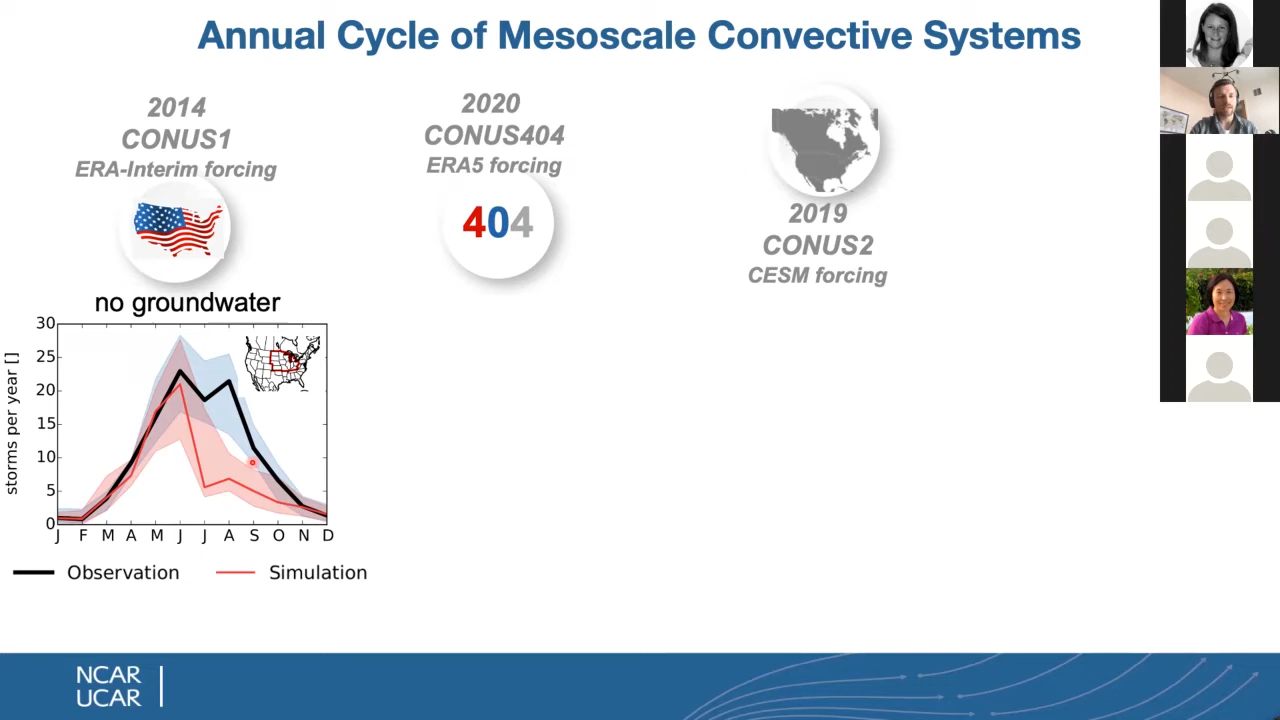 Annual Cycle of Mesoscale Convective Systems
2014
CONUS1
ERA-Interim forcing
2020
CONUS404
ERA5 forcing
404
2019
CONUS2
CESM forcing
no groundwater
30
25
20
15
10
5
0
storms per year []
J F M A M J J A S O N D
Observation
Simulation
NCAR
UCAR